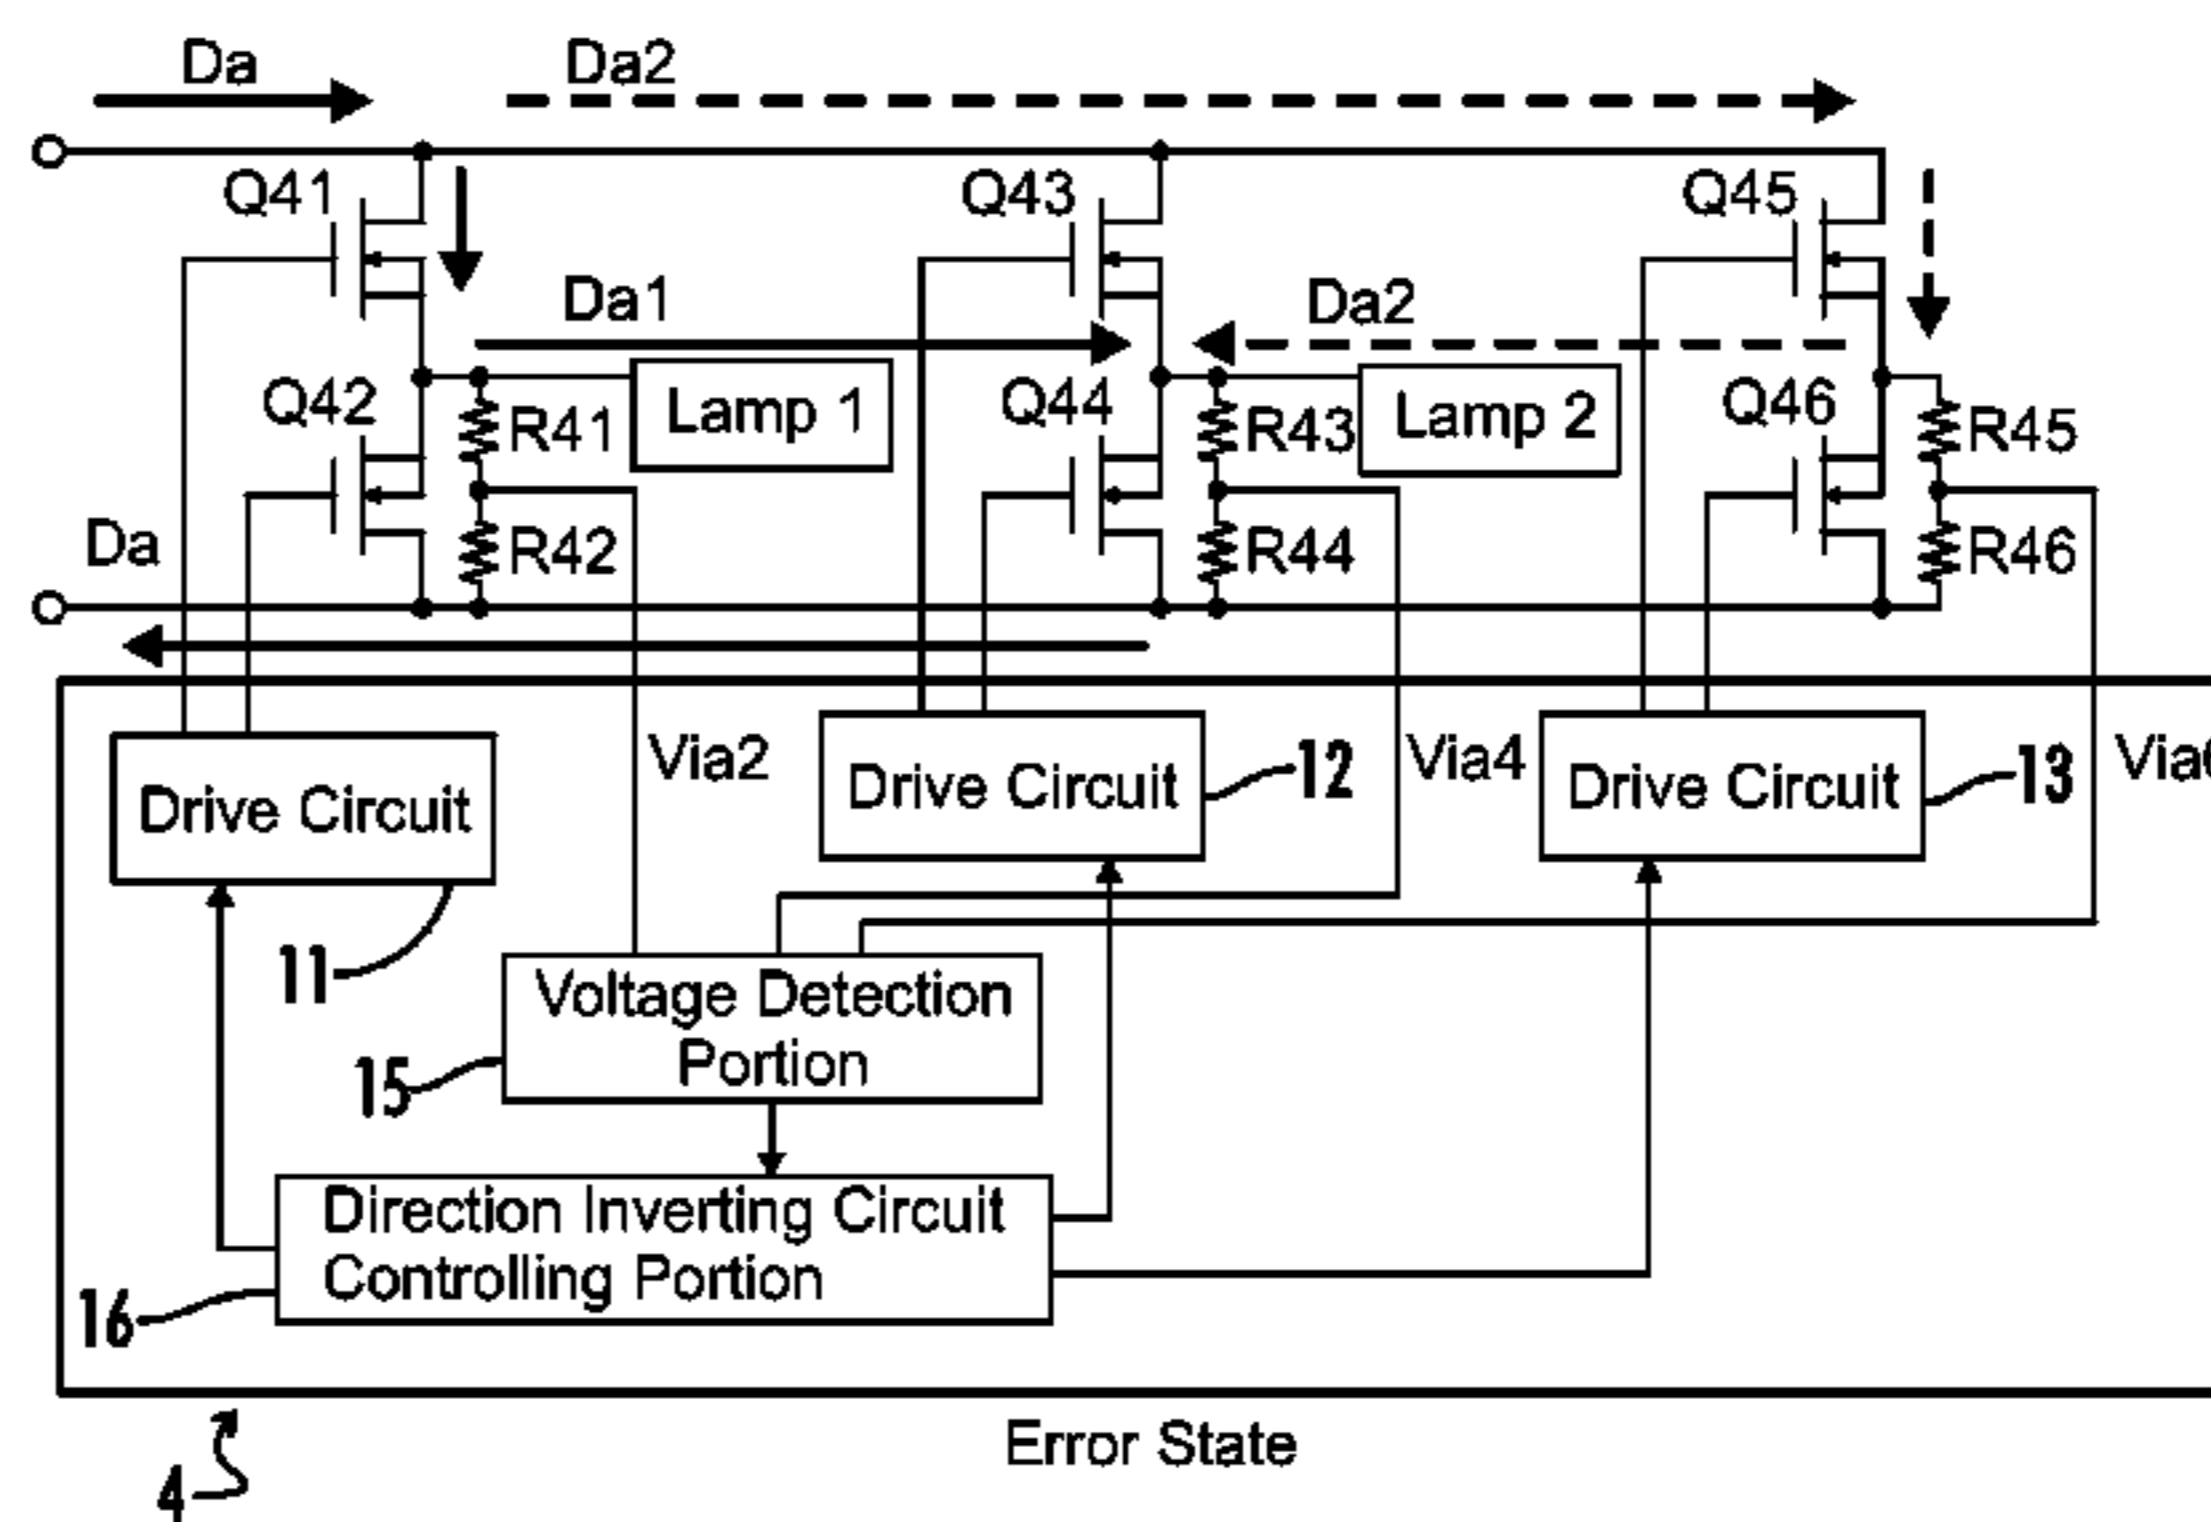 Da
Da2
Q41
Q43
Q45
Da1
Da2
Q42
R41
Lamp 1
Q44
R43
Lamp 2
Q46
R45
Da
R42
R44
R46
Drive Circuit
Via2
Drive Circuit
12
Via4
Drive Circuit
13
11
Voltage Detection
Portion
15
Direction Inverting Circuit
Controlling Portion
16
Error State
4